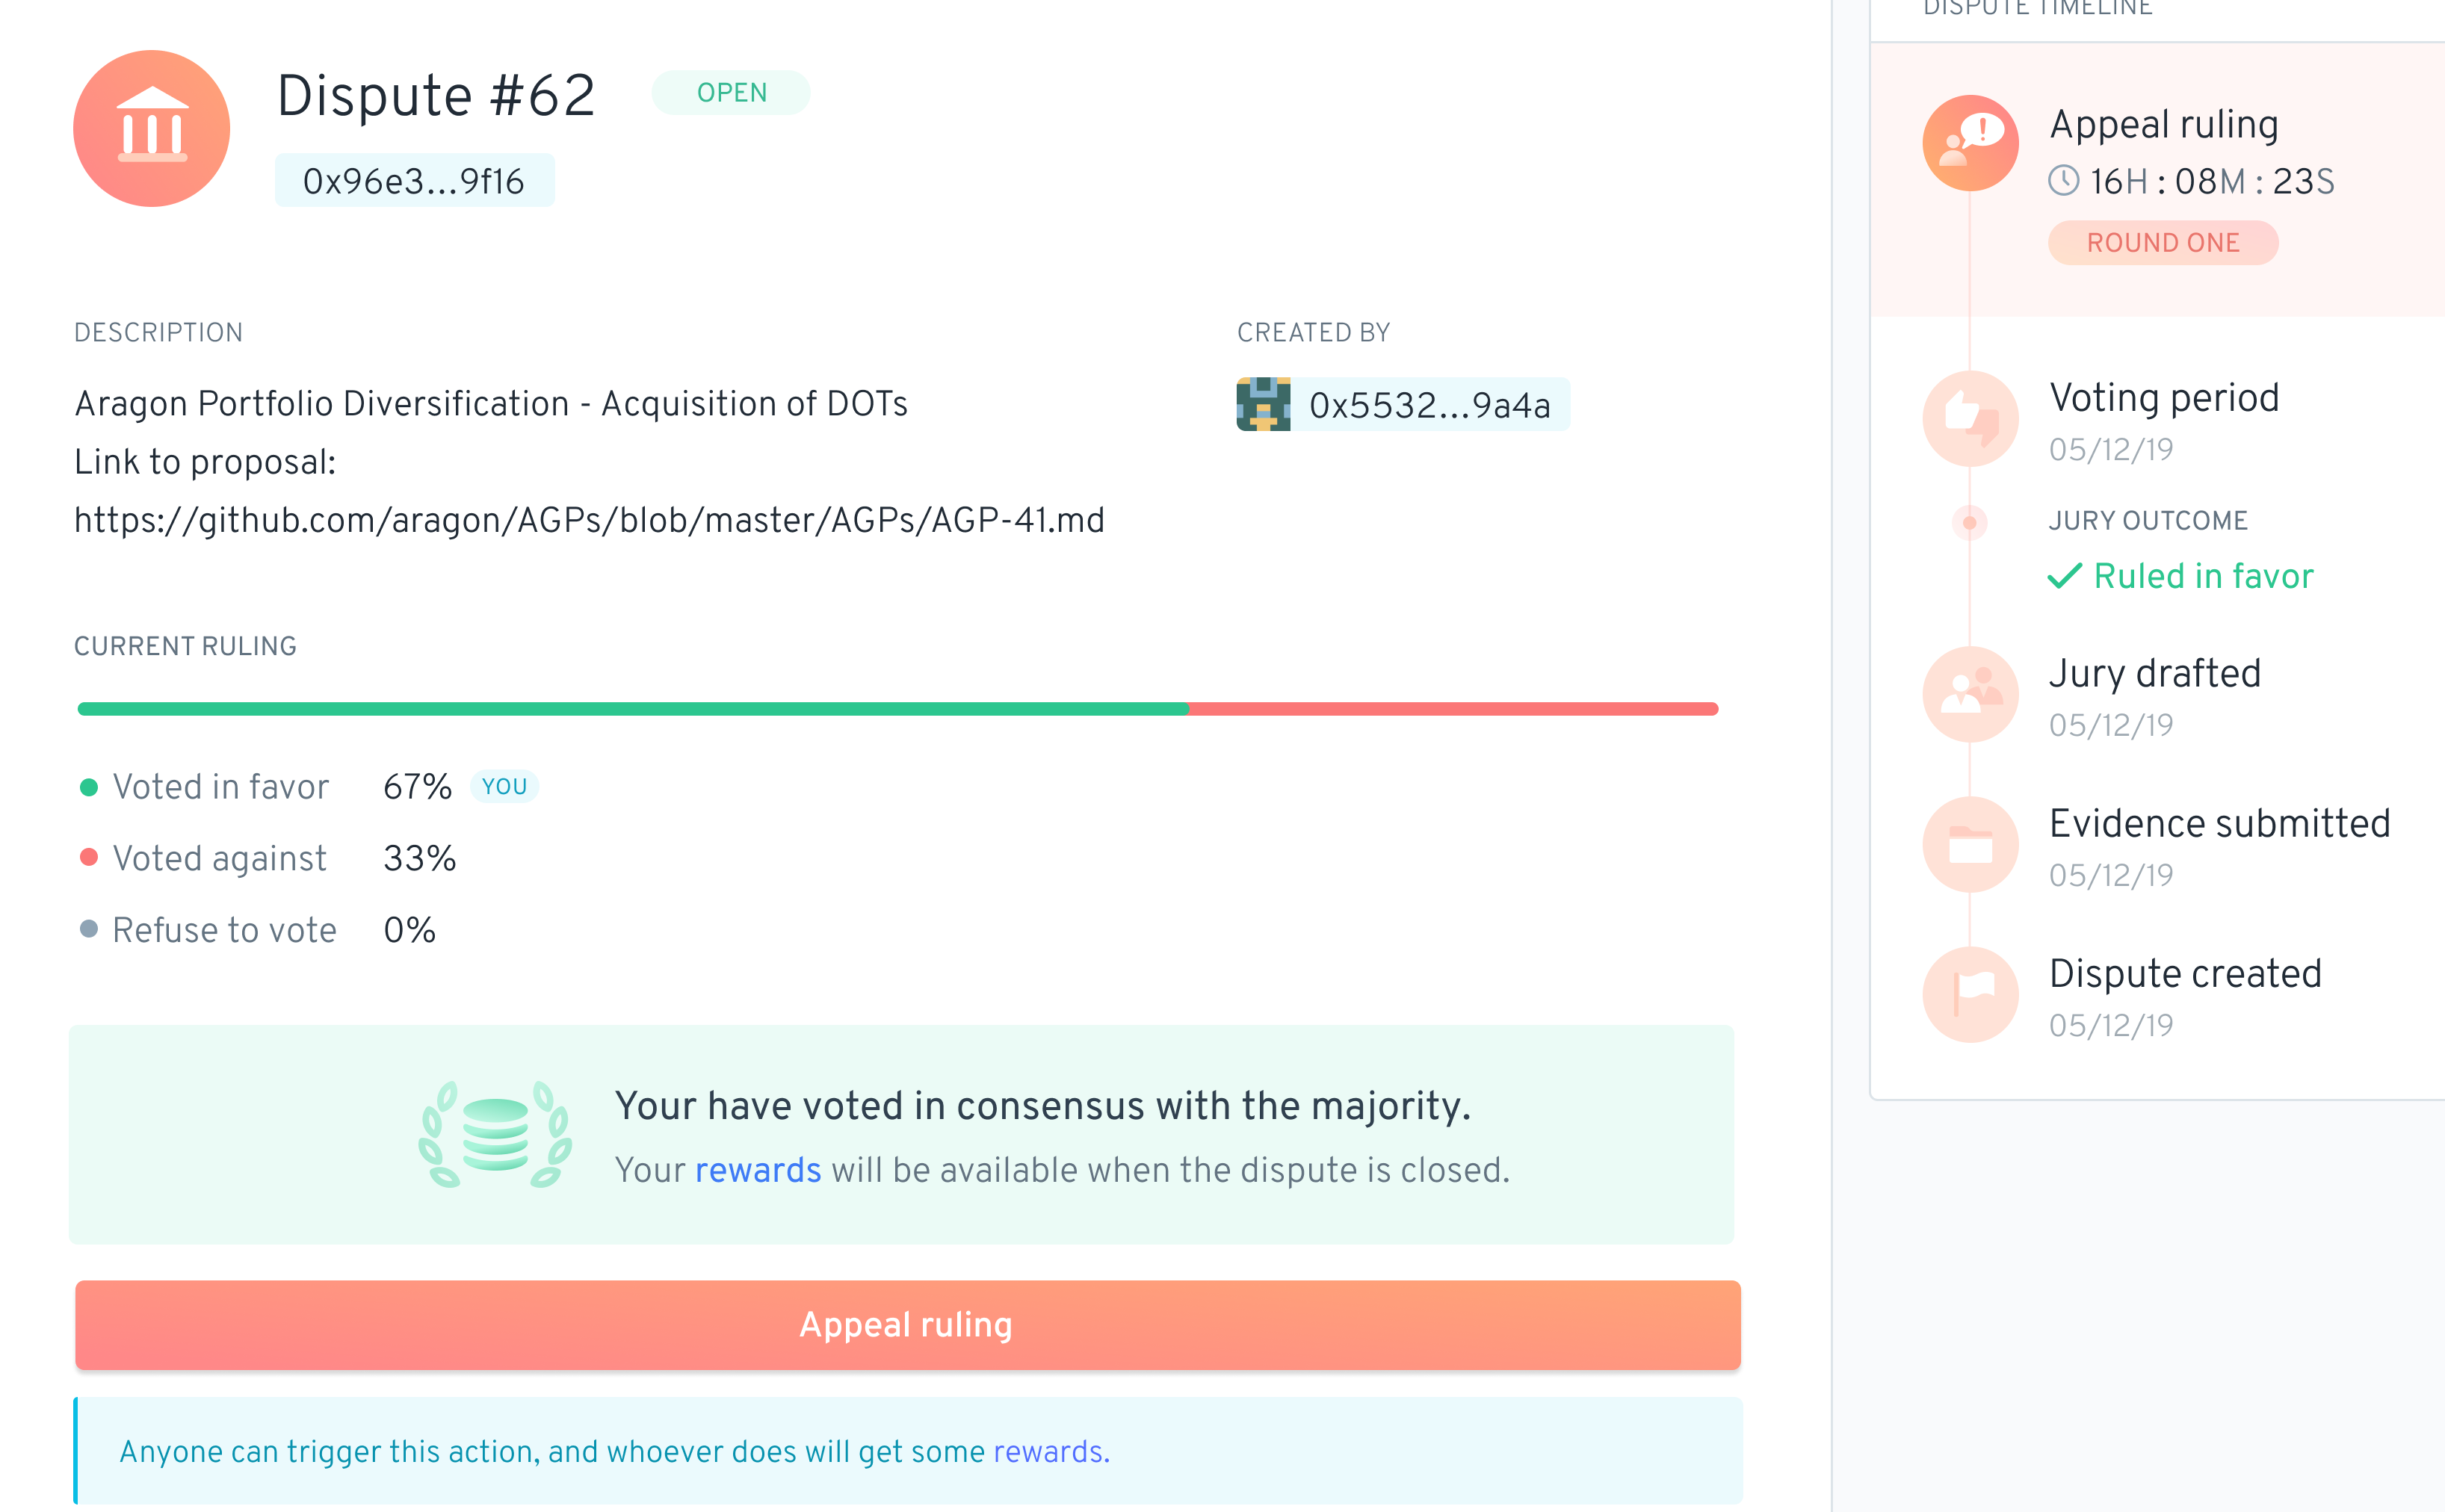 Dispute #62
OPEN
0x96e3...9f16
DESCRIPTION
Aragon Portfolio Diversification - Acquisition of DOTs
Link to proposal:
https://github.com/aragon/AGPs/blob/master/AGPs/AGP-41.md
CREATED BY
0x5532...9a4a
CURRENT RULING
Voted in favor 67% YOU
Voted against 33%
Refuse to vote 0%
Your have voted in consensus with the majority.
Your rewards will be available when the dispute is closed.
Appeal ruling
Anyone can trigger this action, and whoever does will get some rewards.
DISPUTE TIMELINE
Appeal ruling
16H : 08M : 23S
ROUND ONE
Voting period
05/12/19
JURY OUTCOME
Ruled in favor
Jury drafted
05/12/19
Evidence submitted
05/12/19
Dispute created
05/12/19